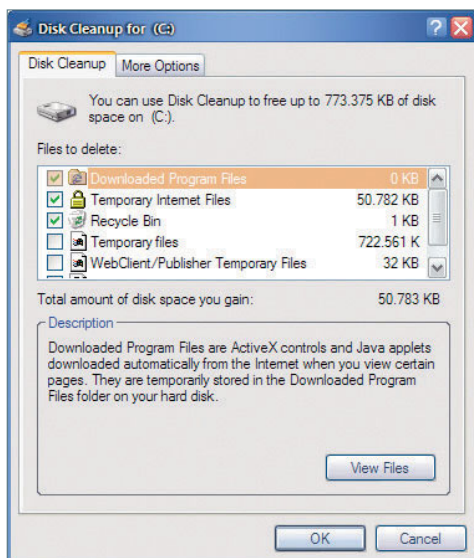 Disk Cleanup for (C:)
Disk Cleanup
More Options
You can use Disk Cleanup to free up to 773.375 KB of disk
space on (C:).
Files to delete:
Downloaded Program Files 0 KB
Temporary Internet Files 50.782 KB
Recycle Bin 1 KB
Temporary files 722.561 K
WebClient/Publisher Temporary Files 32 KB
Total amount of disk space you gain: 50.783 KB
Description
Downloaded Program Files are ActiveX controls and Java applets
downloaded automatically from the Internet when you view certain
pages. They are temporarily stored in the Downloaded Program
Files folder on your hard disk.
View Files
OK
Cancel